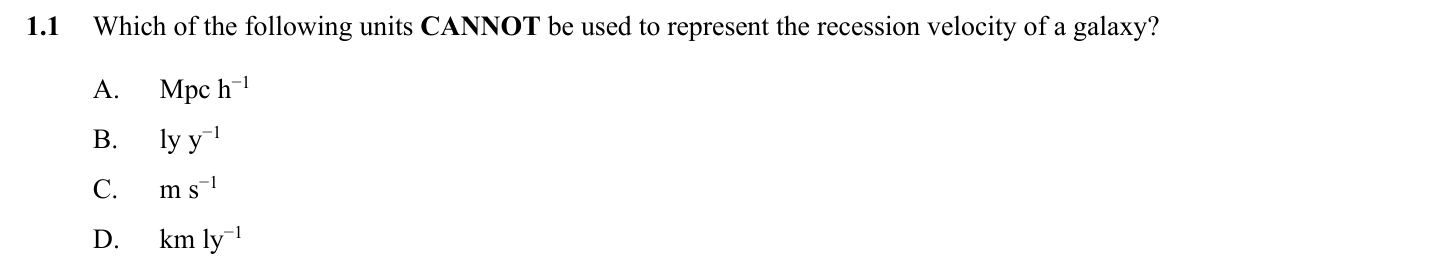 1.1 Which of the following units CANNOT be used to represent the recession velocity of a galaxy?
A. Mpc h⁻¹
B. ly y⁻¹
C. m s⁻¹
D. km ly⁻¹